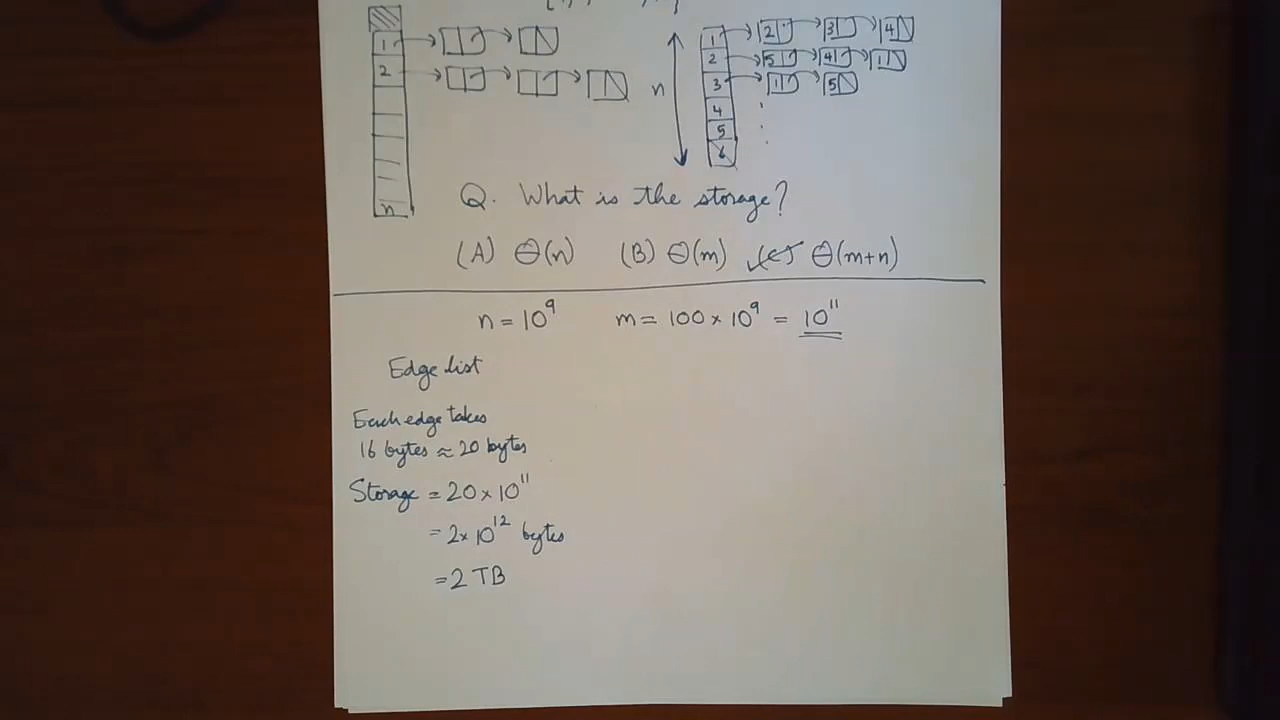 1
2
n
n
1 2 3 4
2 5 4 1
3 1 5
4
5
6
Q. What is the storage?
(A) Θ(n) (B) Θ(m) (C) Θ(m+n)
n = 10^9 m = 100 × 10^9 = 10^11
Edge list
Each edge takes
16 bytes ≈ 20 bytes
Storage = 20 × 10^11
= 2 × 10^12 bytes
= 2 TB